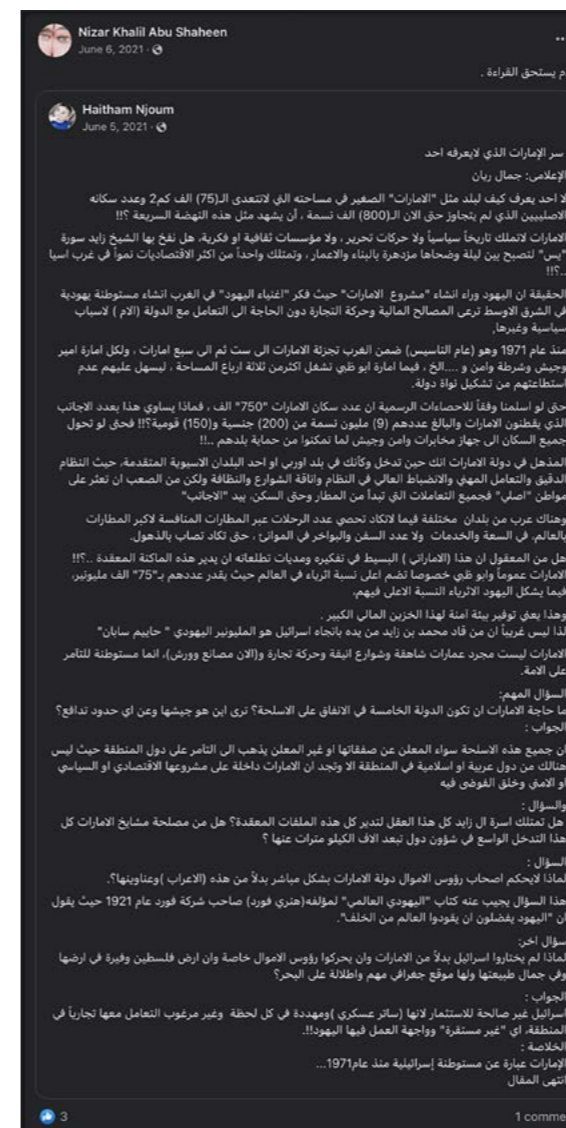 Nizar Khalil Abu Shaheen
June 6, 2021
م يستحق القراءة .
Haitham Njoum
June 5, 2021
سر الإمارات الذي لايعرفه احد
الإعلامي: جمال ريان
لا احد يعرف كيف لبلد مثل "الامارات" الصغير في مساحته التي لاتتعدى الـ(75) الف كم2 وعدد سكانه
الاصليين الذي لم يتجاوز حتى الان الـ(800) الف نسمة ، أن يشهد مثل هذه النهضة السريعة ؟!!
الامارات لاتملك تاريخاً سياسياً ولا حركات تحرير ، ولا مؤسسات ثقافية او فكرية، هل نفخ بها الشيخ زايد سورة
"يس" لتصبح بين ليلة وضحاها مزدهرة بالبناء والاعمار ، وتمتلك واحداً من اكثر الاقتصاديات نمواً في غرب اسيا
..؟!!
الحقيقة ان اليهود وراء انشاء "مشروع الامارات" حيث فكر "اغنياء اليهود" في الغرب انشاء مستوطنة يهودية
في الشرق الاوسط ترعى المصالح المالية وحركة التجارة دون الحاجة الى التعامل مع الدولة (الام ) لاسباب
سياسية وغيرها,
منذ عام 1971 وهو (عام التاسيس) ضمن الغرب تجزئة الامارات الى ست ثم الى سبع امارات ، ولكل امارة امير
وجيش وشرطة وامن و ....الخ ، فيما امارة ابو ظبي تشغل اكثرمن ثلاثة ارباع المساحة ، ليسهل عليهم عدم
استطاعتهم من تشكيل نواة دولة.
حتى لو اسلمنا وفقاً للاحصاءات الرسمية ان عدد سكان الامارات "750" الف ، فماذا يساوي هذا بعدد الاجانب
الذي يقطنون الامارات والبالغ عددهم (9) مليون نسمة من (200) جنسية و(150) قومية؟!! فحتى لو تحول
جميع السكان الى جهاز مخابرات وامن وجيش لما تمكنوا من حماية بلدهم ..!!
المذهل في دولة الامارات انك حين تدخل وكأنك في بلد اوربي او احد البلدان الاسيوية المتقدمة، حيث النظام
الدقيق والتعامل المهني والانضباط العالي في النظام واناقة الشوارع والنظافة ولكن من الصعب ان تعثر على
مواطن "اصلي" فجميع التعاملات التي تبدأ من المطار وحتى السكن، بيد "الاجانب"
وهناك عرب من بلدان مختلفة فيما لاتكاد تحصي عدد الرحلات عبر المطارات المنافسة لاكبر المطارات
بالعالم، في السعة والخدمات ولا عدد السفن والبواخر في الموانئ ، حتى تكاد تصاب بالذهول.
هل من المعقول ان هذا (الاماراتي ) البسيط في تفكيره ومديات تطلعاته ان يدير هذه الماكنة المعقدة ..؟!!
الامارات عموماً وابو ظبي خصوصا تضم اعلى نسبة اثرياء في العالم حيث يقدر عددهم بـ"75" الف مليونير،
فيما يشكل اليهود الاثرياء النسبة الاعلى فيهم,
وهذا يعني توفير بيئة آمنة لهذا الخزين المالي الكبير .
لذا ليس غريباً ان من قاد محمد بن زايد من يده باتجاه اسرائيل هو المليونير اليهودي " حاييم سابان"
الامارات ليست مجرد عمارات شاهقة وشوارع انيقة وحركة تجارة و(الان مصانع وورش)، انما مستوطنة للتآمر
على الامة.
السؤال المهم:
ما حاجة الامارات ان تكون الدولة الخامسة في الانفاق على الاسلحة؟ ترى اين هو جيشها وعن اي حدود تدافع؟
الجواب :
ان جميع هذه الاسلحة سواء المعلن عن صفقاتها او غير المعلن يذهب الى التامر على دول المنطقة حيث ليس
هنالك من دول عربية او اسلامية في المنطقة الا وتجد ان الامارات داخلة على مشروعها الاقتصادي او السياسي
او الامني وخلق الفوضى فيه
والسؤال :
هل تمتلك اسرة ال زايد كل هذا العقل لتدير كل هذه الملفات المعقدة؟ هل من مصلحة مشايخ الامارات كل
هذا التدخل الواسع في شؤون دول تبعد الاف الكيلو مترات عنها ؟
السؤال :
لماذا لايحكم اصحاب رؤوس الاموال دولة الامارات بشكل مباشر بدلاً من هذه (الاعراب )وعناوينها؟.
هذا السؤال يجيب عنه كتاب "اليهودي العالمي" لمؤلفه(هنري فورد) صاحب شركة فورد عام 1921 حيث يقول
ان "اليهود يفضلون ان يقودوا العالم من الخلف".
سؤال اخر:
لماذا لم يختاروا اسرائيل بدلاً من الامارات وان يحركوا رؤوس الاموال خاصة وان ارض فلسطين وفيرة في ارضها
وفي جمال طبيعتها ولها موقع جغرافي مهم واطلالة على البحر؟
الجواب :
اسرائيل غير صالحة للاستثمار لانها (ساتر عسكري )ومهددة في كل لحظة وغير مرغوب التعامل معها تجارياً في
المنطقة، اي "غير مستقرة" وواجهة العمل فيها اليهود!!.
الخلاصة :
الإمارات عبارة عن مستوطنة إسرائيلية منذ عام1971...
انتهى المقال
3
1 comme